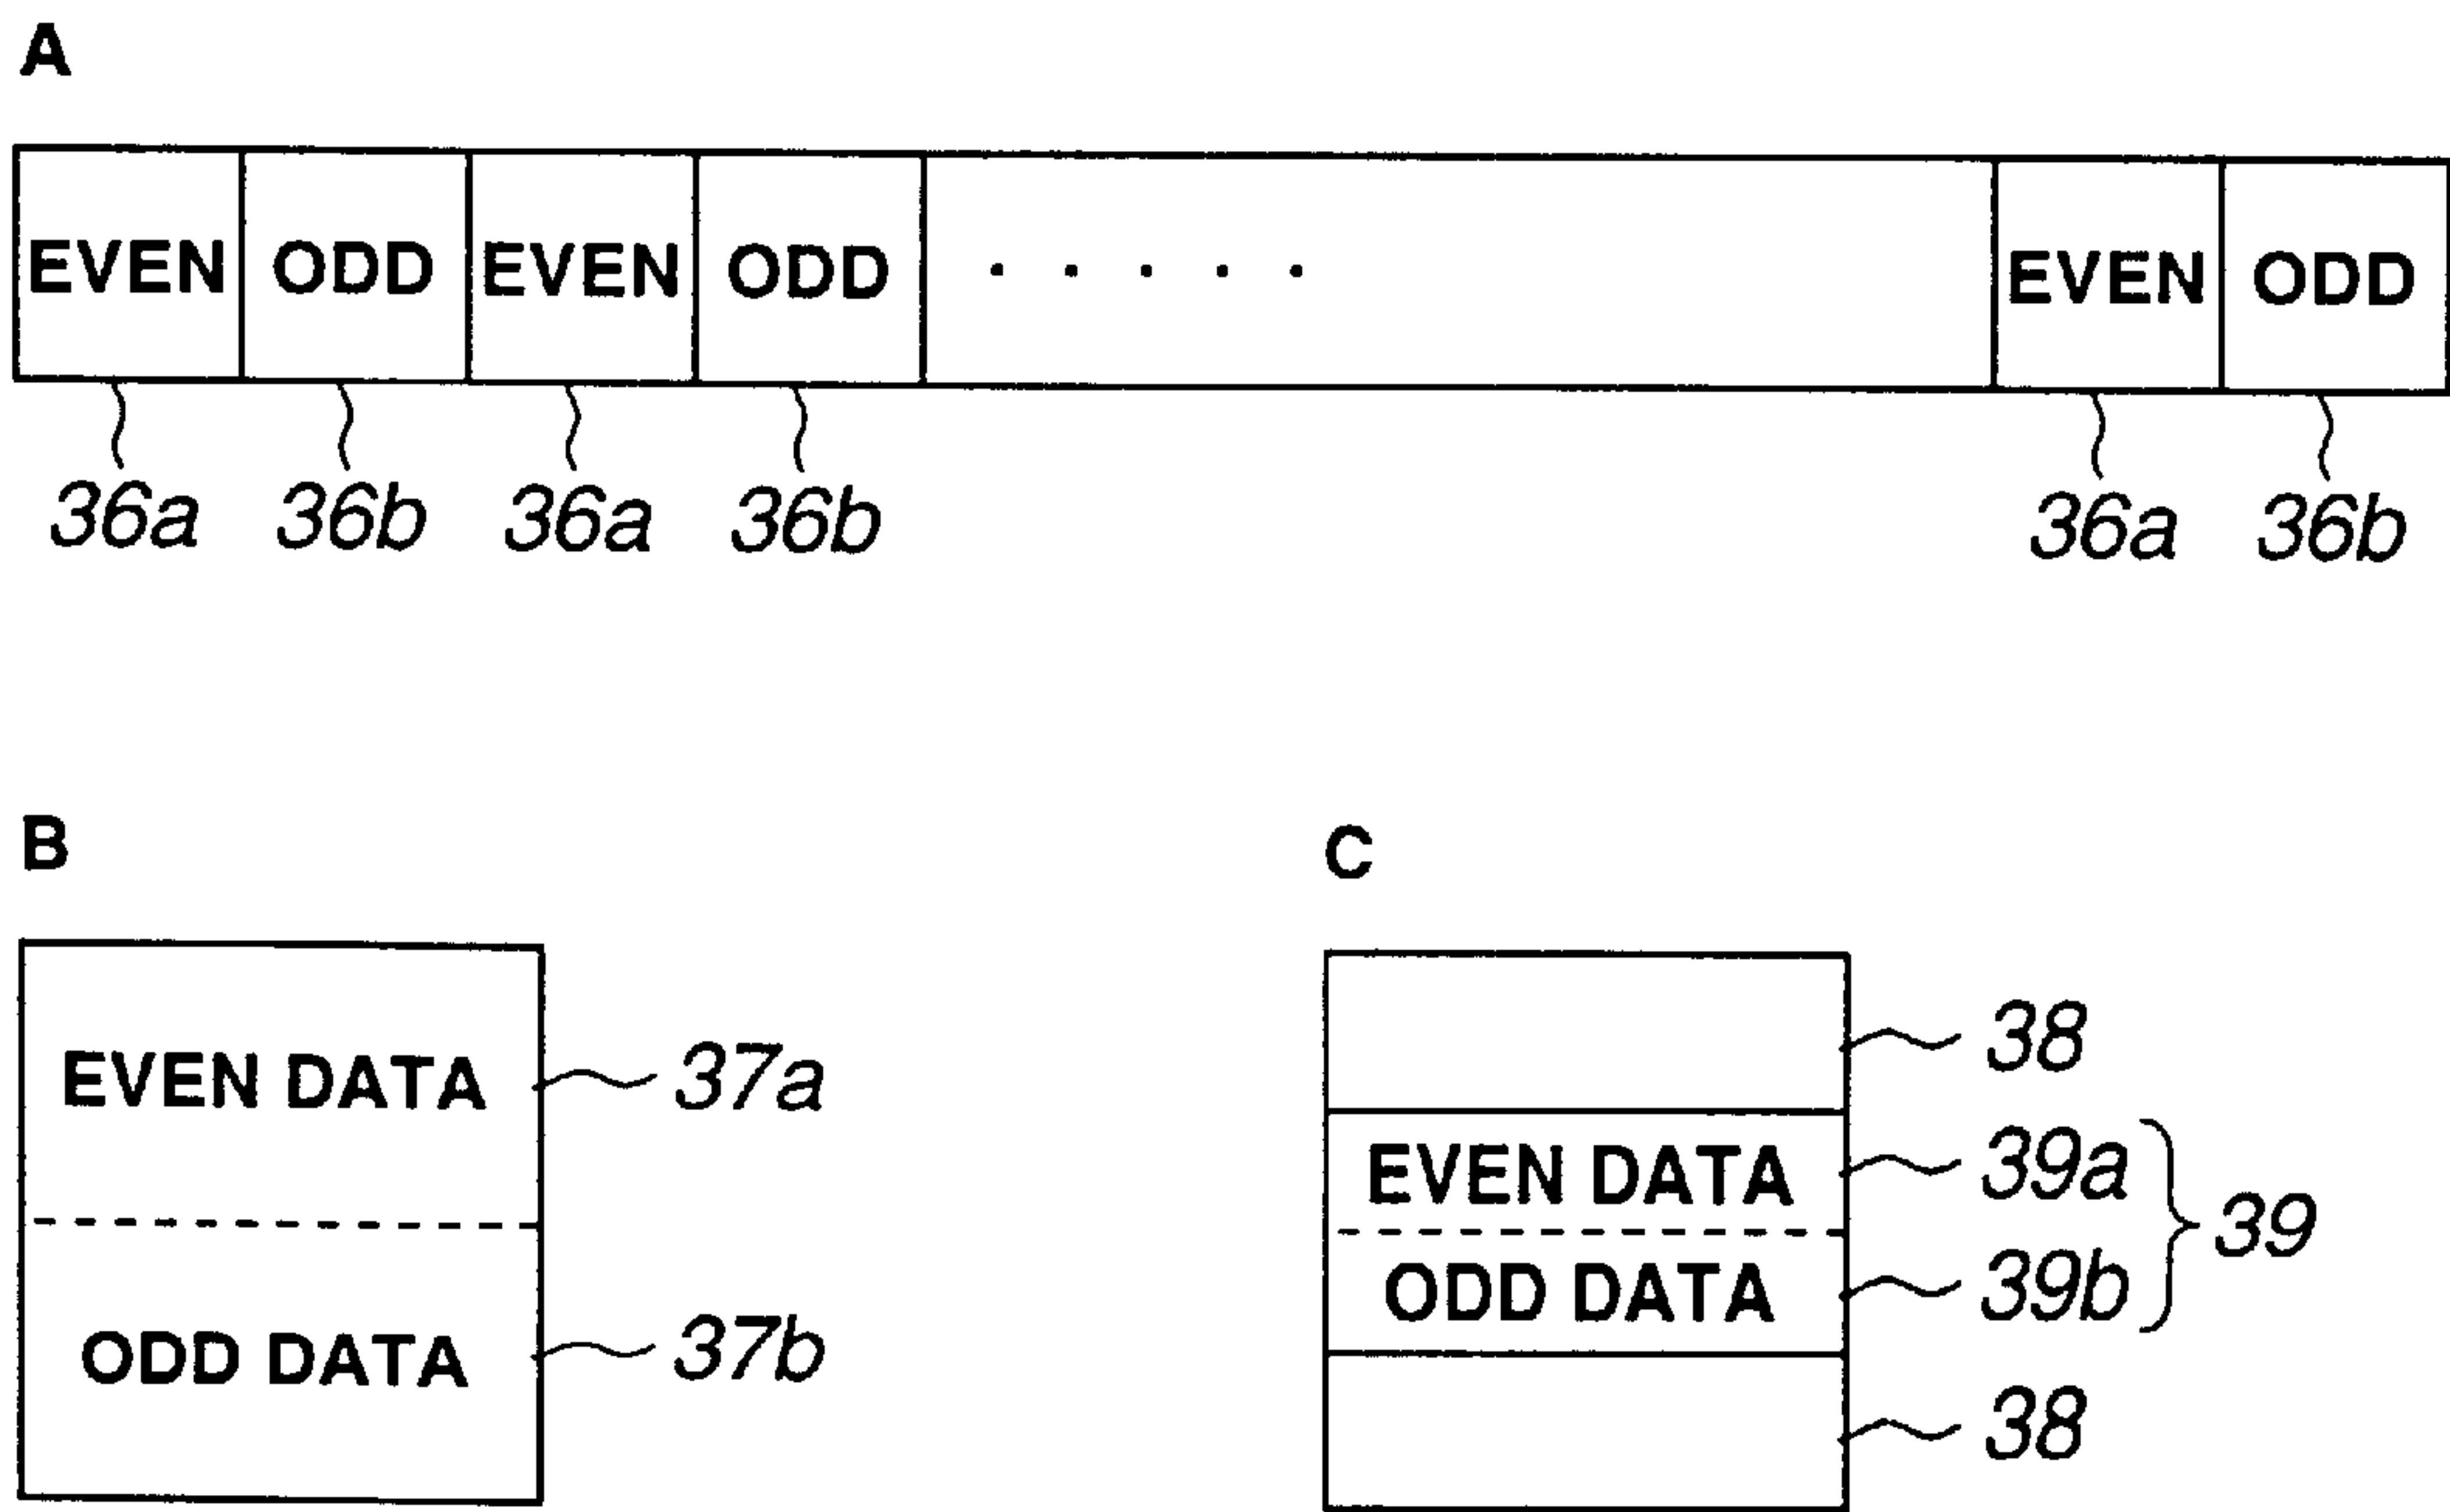 A
EVEN ODD EVEN ODD . . . . . EVEN ODD
36a 36b 36a 36b 36a 36b
B
EVEN DATA 37a
ODD DATA 37b
C
38
EVEN DATA 39a
39
ODD DATA 39b
38